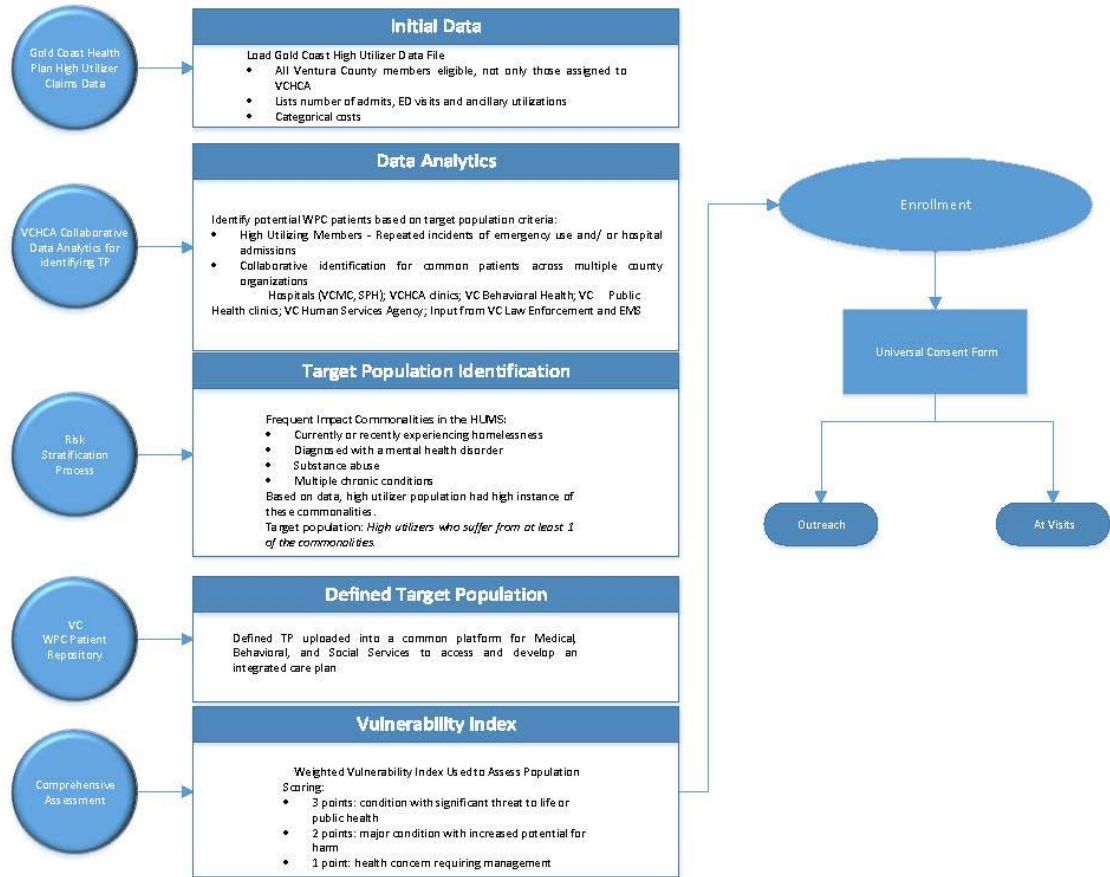 Gold Coast Health
Plan High Utilizer
Claims Data
Initial Data
Load Gold Coast High Utilizer Data File
• All Ventura County members eligible, not only those assigned to
VCHCA
• Lists number of admits, ED visits and ancillary utilizations
• Categorical costs
VCHCA Collaborative
Data Analytics for
identifying TP
Data Analytics
Identify potential WPC patients based on target population criteria:
• High Utilizing Members - Repeated incidents of emergency use and/ or hospital
admissions
• Collaborative identification for common patients across multiple county
organizations
Hospitals (VCMC, SPH); VCHCA clinics; VC Behavioral Health; VC Public
Health clinics; VC Human Services Agency; Input from VC Law Enforcement and EMS
Risk
Stratification
Process
Target Population Identification
Frequent Impact Commonalities in the HUMS:
• Currently or recently experiencing homelessness
• Diagnosed with a mental health disorder
• Substance abuse
• Multiple chronic conditions
Based on data, high utilizer population had high instance of
these commonalities.
Target population: High utilizers who suffer from at least 1
of the commonalities.
VC
WPC Patient
Repository
Defined Target Population
Defined TP uploaded into a common platform for Medical,
Behavioral, and Social Services to access and develop an
integrated care plan
Comprehensive
Assessment
Vulnerability Index
Weighted Vulnerability Index Used to Assess Population
Scoring:
• 3 points: condition with significant threat to life or
public health
• 2 points: major condition with increased potential for
harm
• 1 point: health concern requiring management
Enrollment
Universal Consent Form
Outreach
At Visits